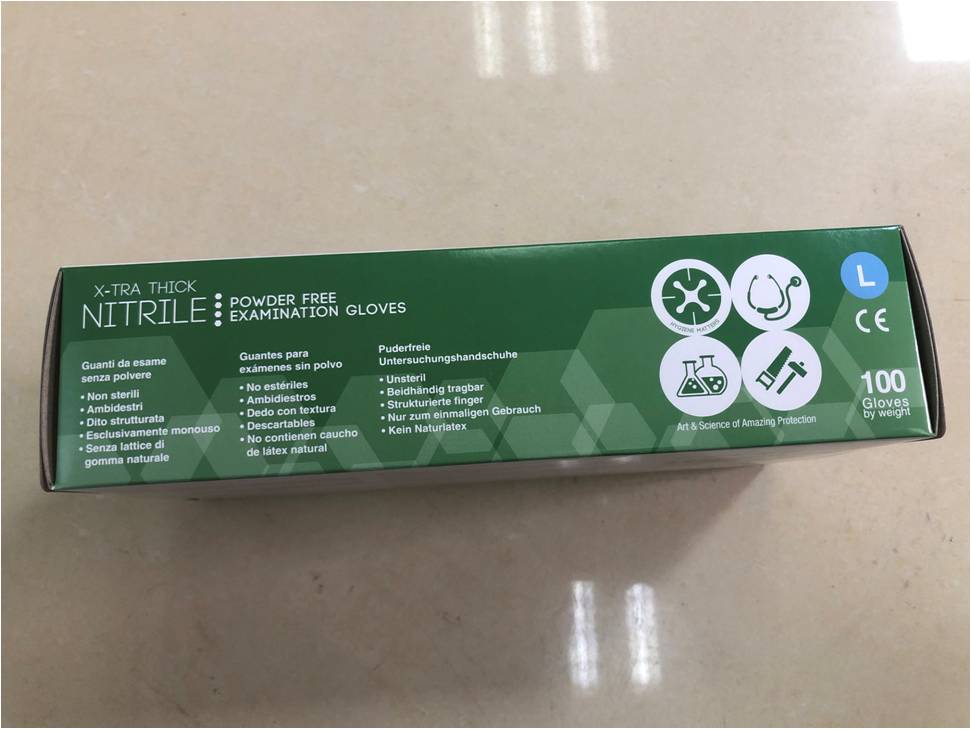 X-TRA THICK
NITRILE
POWDER FREE
EXAMINATION GLOVES
Guanti da esame
senza polvere
• Non sterili
• Ambidestri
• Dito strutturata
• Esclusivamente monouso
• Senza lattice di
gomma naturale
Guantes para
exámenes sin polvo
• No estériles
• Ambidiestros
• Dedo con textura
• Descartables
• No contienen caucho
de látex natural
Puderfreie
Untersuchungshandschuhe
• Unsteril
• Beidhändig tragbar
• Strukturierte finger
• Nur zum einmaligen Gebrauch
• Kein Naturlatex
HYGIENE MATTERS
Art & Science of Amazing Protection
L
CE
100
Gloves
by weight